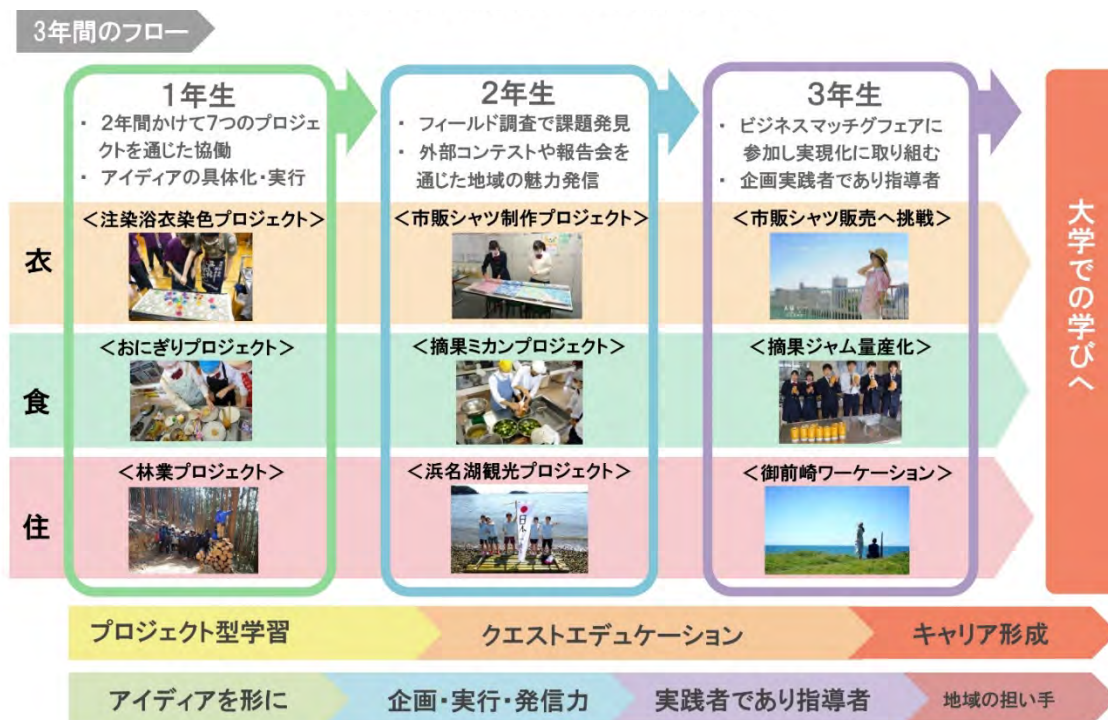 3年間のフロー
1年生
・ 2年間かけて7つのプロジェ
クトを通じた協働
・ アイディアの具体化・実行
2年生
・ フィールド調査で課題発見
・ 外部コンテストや報告会を
通じた地域の魅力発信
3年生
・ ビジネスマッチグフェアに
参加し実現化に取り組む
・ 企画実践者であり指導者
大学での学びへ
衣
＜注染浴衣染色プロジェクト＞
＜市販シャツ制作プロジェクト＞
＜市販シャツ販売へ挑戦＞
食
＜おにぎりプロジェクト＞
＜摘果ミカンプロジェクト＞
＜摘果ジャム量産化＞
住
＜林業プロジェクト＞
＜浜名湖観光プロジェクト＞
＜御前崎ワーケーション＞
日本
プロジェクト型学習
クエストエデュケーション
キャリア形成
アイディアを形に
企画・実行・発信力
実践者であり指導者
地域の担い手